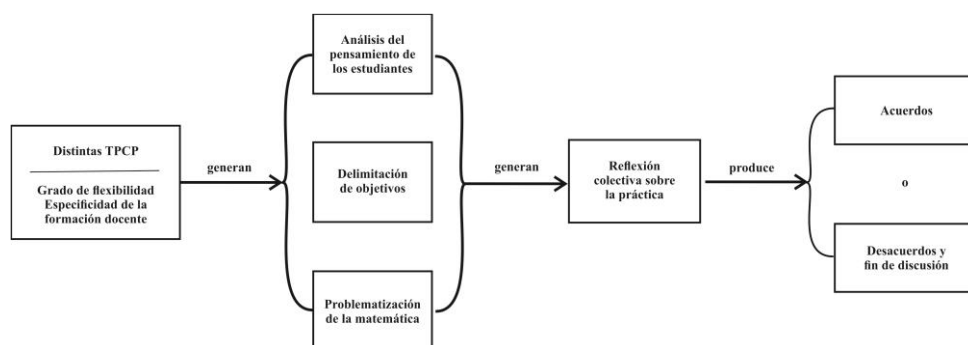 Distintas TPCP
Grado de flexibilidad
Especificidad de la
formación docente
generan
Análisis del
pensamiento de
los estudiantes
Delimitación
de objetivos
Problematización
de la matemática
generan
Reflexión
colectiva sobre
la práctica
produce
Acuerdos
o
Desacuerdos y
fin de discusión